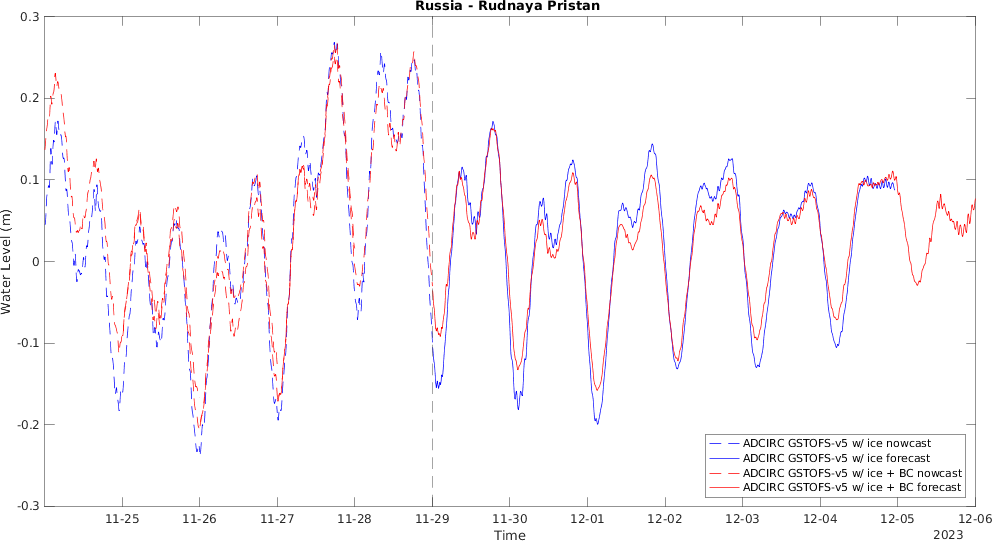 Russia - Rudnaya Pristan
0.3
0.2
0.1
0
-0.1
-0.2
-0.3
Water Level (m)
ADCIRC GSTOFS-v5 w/ ice nowcast
ADCIRC GSTOFS-v5 w/ ice forecast
ADCIRC GSTOFS-v5 w/ ice + BC nowcast
ADCIRC GSTOFS-v5 w/ ice + BC forecast
11-25 11-26 11-27 11-28 11-29 11-30 12-01 12-02 12-03 12-04 12-05 12-06
Time
2023